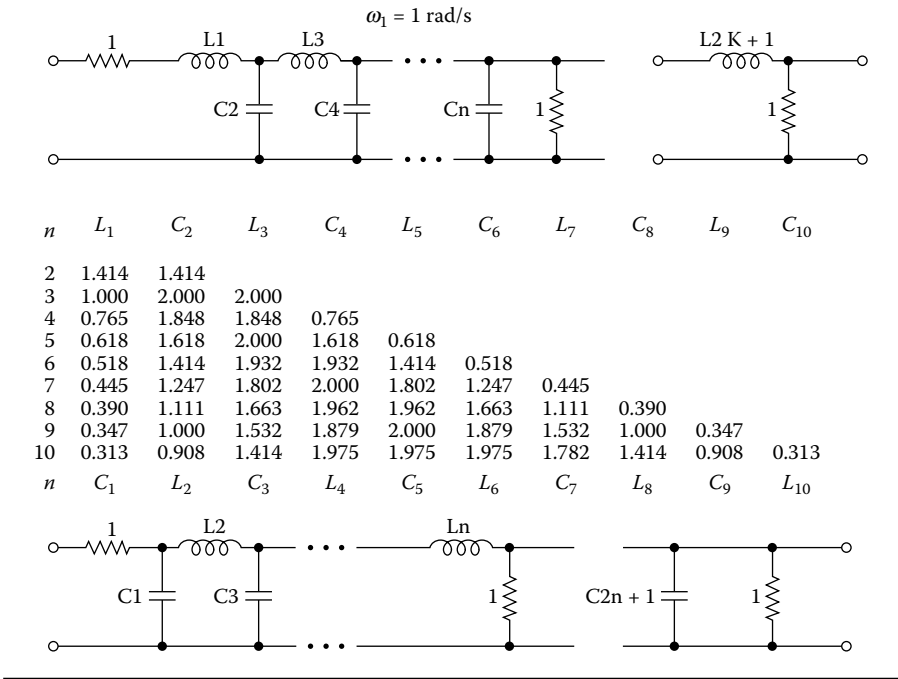 ω1 = 1 rad/s
1 L1 L3 L2 K + 1
C2 C4 Cn 1 1
n L1 C2 L3 C4 L5 C6 L7 C8 L9 C10
2 1.414 1.414
3 1.000 2.000 2.000
4 0.765 1.848 1.848 0.765
5 0.618 1.618 2.000 1.618 0.618
6 0.518 1.414 1.932 1.932 1.414 0.518
7 0.445 1.247 1.802 2.000 1.802 1.247 0.445
8 0.390 1.111 1.663 1.962 1.962 1.663 1.111 0.390
9 0.347 1.000 1.532 1.879 2.000 1.879 1.532 1.000 0.347
10 0.313 0.908 1.414 1.975 1.975 1.975 1.782 1.414 0.908 0.313
n C1 L2 C3 L4 C5 L6 C7 L8 C9 L10
1 L2 Ln
C1 C3 1 C2n + 1 1